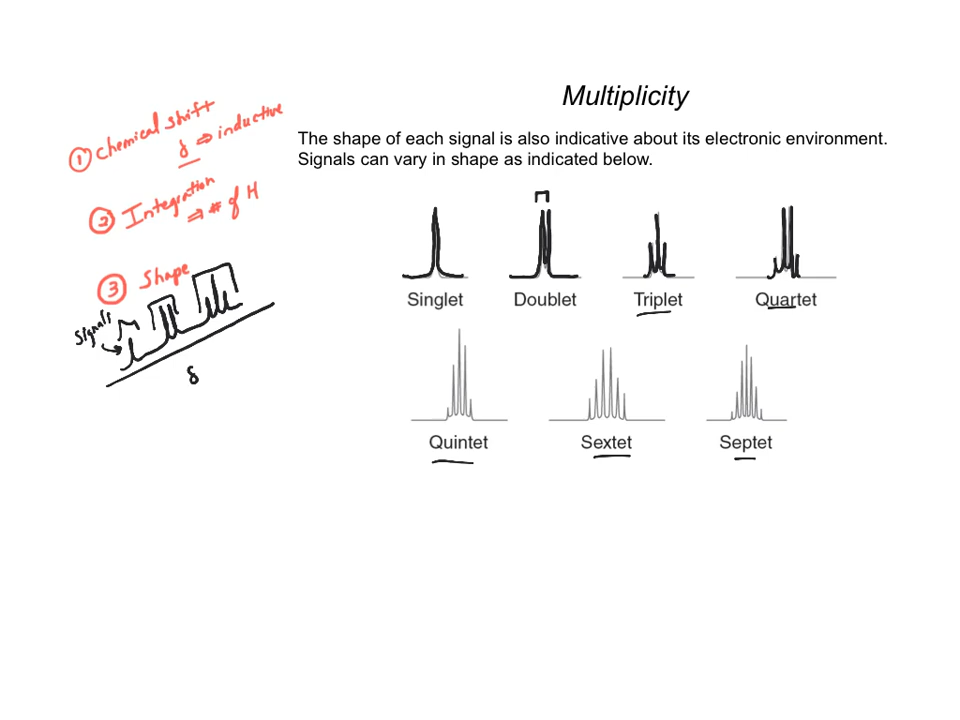 Multiplicity
The shape of each signal is also indicative about its electronic environment.
Signals can vary in shape as indicated below.
① Chemical shift
δ ⇒ inductive
② Integration
⇒ # of H
③ Shape
Signals
δ
Singlet Doublet Triplet Quartet
Quintet Sextet Septet